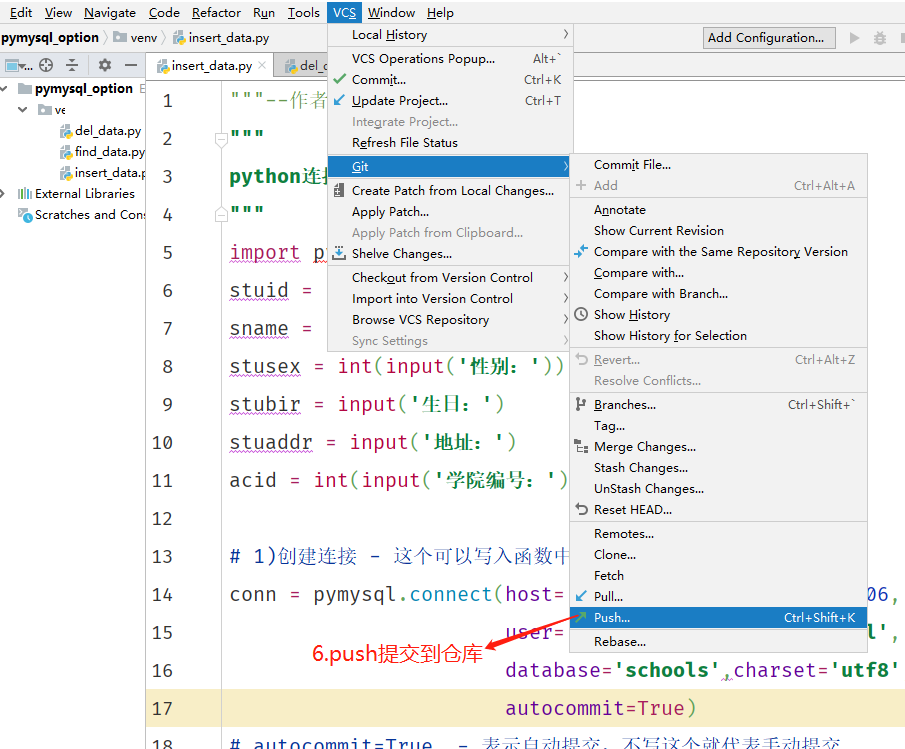 Edit View Navigate Code Refactor Run Tools VCS Window Help
pymysql_option venv insert_data.py Add Configuration...
insert_data.py
pymysql_option
del_data.py
find_data.py
External Libraries
Scratches and
Local History
VCS Operations Popup... Alt+`
Commit... Ctrl+K
Update Project... Ctrl+T
Integrate Project...
Refresh File Status
Git
Create Patch from Local Changes...
Apply Patch...
Apply Patch from Clipboard...
Shelve Changes...
Checkout from Version Control
Import into Version Control
Browse VCS Repository
Sync Settings
Commit File...
Add Ctrl+Alt+A
Annotate
Show Current Revision
Compare with the Same Repository Version
Compare with...
Compare with Branch...
Show History
Show History for Selection
Revert... Ctrl+Alt+Z
Resolve Conflicts...
Branches... Ctrl+Shift+`
Tag...
Merge Changes...
Stash Changes...
UnStash Changes...
Reset HEAD...
Remotes...
Clone...
Fetch
Pull...
Push... Ctrl+Shift+K
Rebase...
1 """--作者
2 """
3 python连接
4 """
5 import
6 stuid =
7 sname =
8 stusex = int(input('性别：'))
9 stubir = input('生日：')
10 stuaddr = input('地址：')
11 acid = int(input('学院编号：')
12
13 # 1)创建连接 - 这个可以写入函数中
14 conn = pymysql.connect(host= 06,
15 user= l',
6.push提交到仓库
16 database='schools',charset='utf8'
17 autocommit=True)
18 # autocommit=True - 表示自动提交，不写这个就代表手动提交